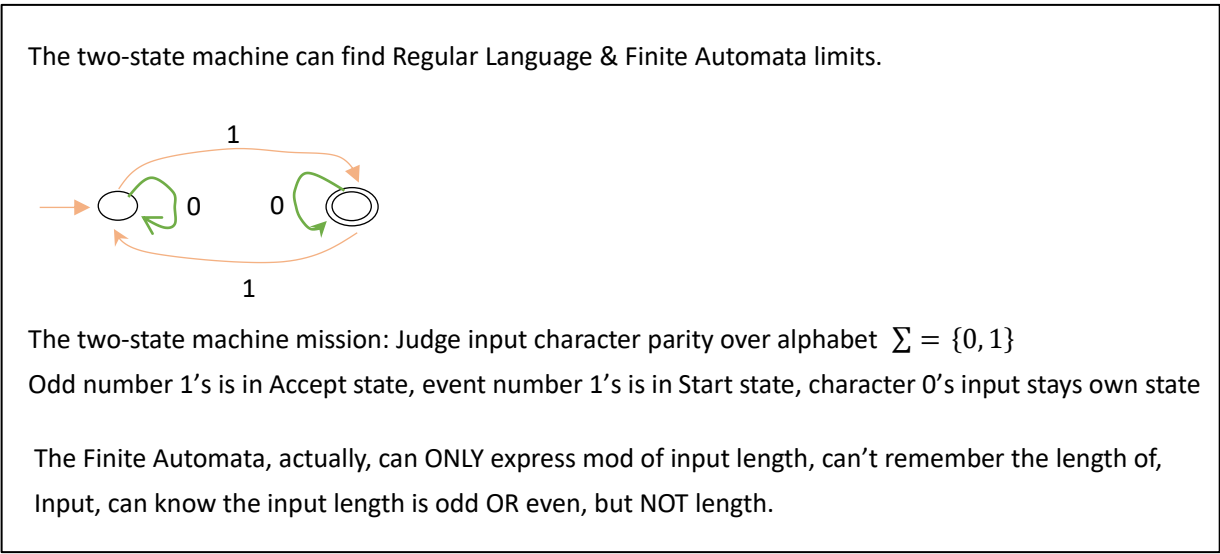 The two-state machine can find Regular Language & Finite Automata limits.
1
0
0
1
The two-state machine mission: Judge input character parity over alphabet ∑ = {0, 1}
Odd number 1's is in Accept state, event number 1's is in Start state, character 0's input stays own state
The Finite Automata, actually, can ONLY express mod of input length, can't remember the length of,
Input, can know the input length is odd OR even, but NOT length.